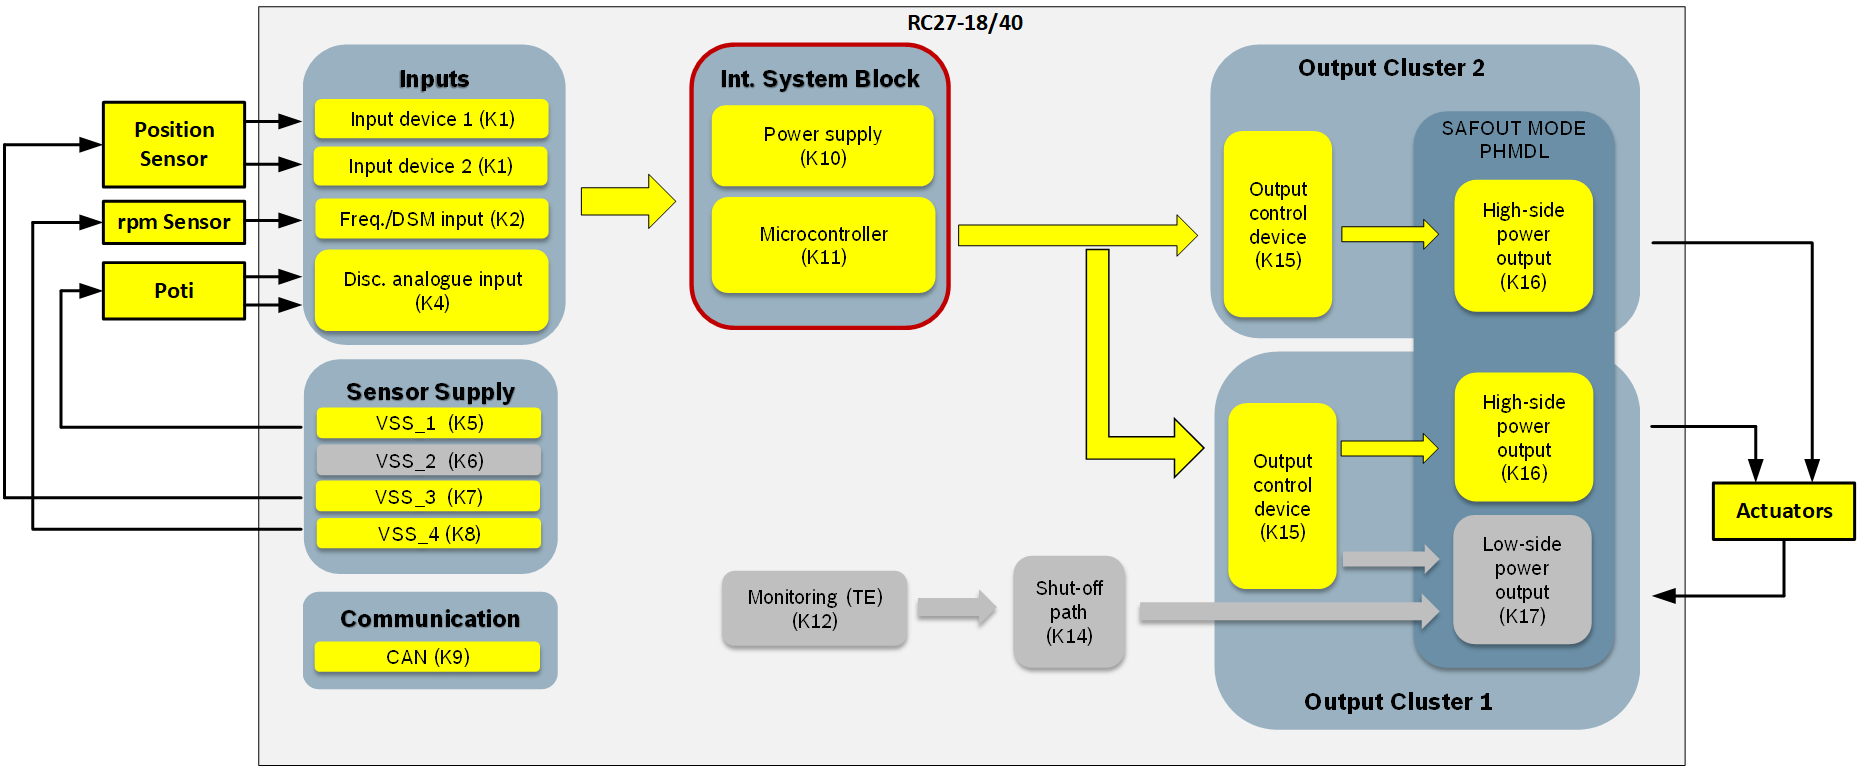 RC27-18/40
Position
Sensor
rpm Sensor
Poti
Inputs
Input device 1 (K1)
Input device 2 (K1)
Freq./DSM input (K2)
Disc. analogue input
(K4)
Sensor Supply
VSS_1 (K5)
VSS_2 (K6)
VSS_3 (K7)
VSS_4 (K8)
Communication
CAN (K9)
Int. System Block
Power supply
(K10)
Microcontroller
(K11)
Monitoring (TE)
(K12)
Shut-off
path
(K14)
Output Cluster 2
Output
control
device
(K15)
SAFOUT MODE
PHMDL
High-side
power
output
(K16)
Output
control
device
(K15)
High-side
power
output
(K16)
Low-side
power
output
(K17)
Output Cluster 1
Actuators